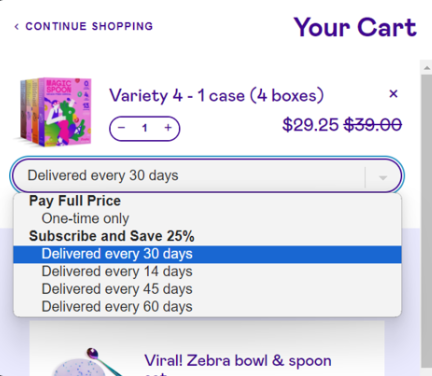 ‹ CONTINUE SHOPPING
Your Cart
MAGIC SPOON
Variety 4 - 1 case (4 boxes)
×
− 1 +
$29.25 $39.00
Delivered every 30 days
Pay Full Price
One-time only
Subscribe and Save 25%
Delivered every 30 days
Delivered every 14 days
Delivered every 45 days
Delivered every 60 days
Viral! Zebra bowl & spoon